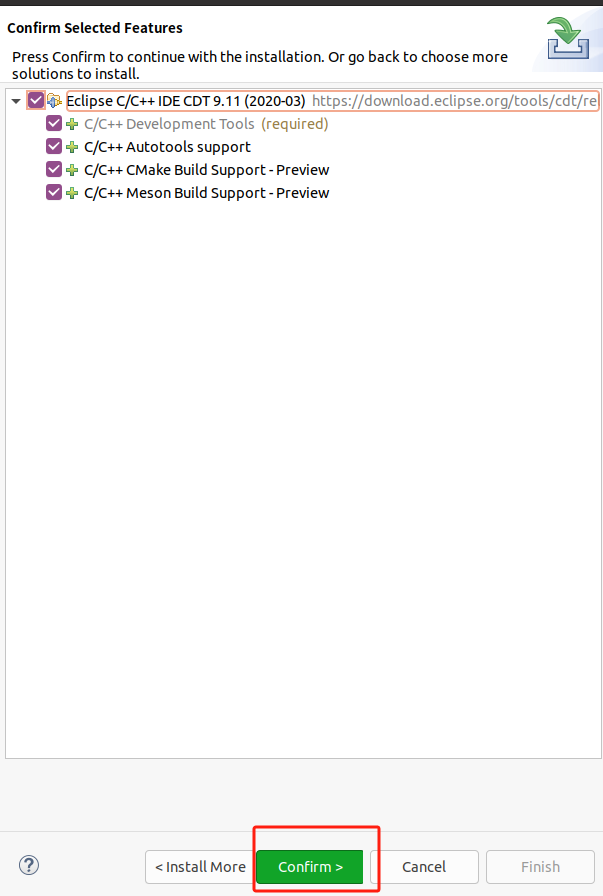 Confirm Selected Features
Press Confirm to continue with the installation. Or go back to choose more
solutions to install.
Eclipse C/C++ IDE CDT 9.11 (2020-03) https://download.eclipse.org/tools/cdt/re
C/C++ Development Tools (required)
C/C++ Autotools support
C/C++ CMake Build Support - Preview
C/C++ Meson Build Support - Preview
? < Install More Confirm > Cancel Finish